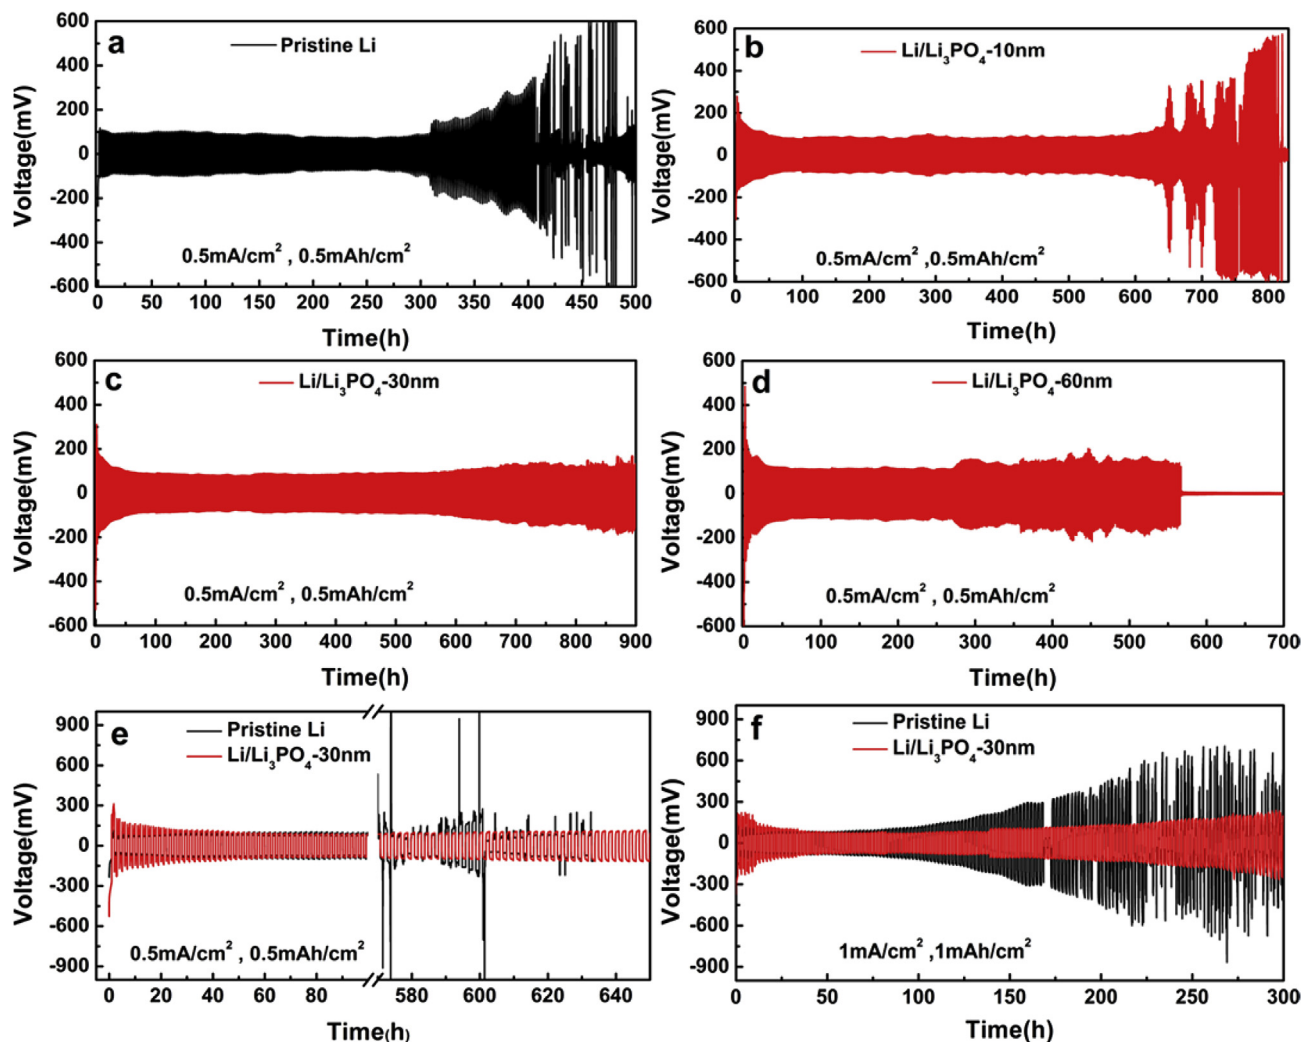 a
Pristine Li
600
400
200
0
-200
-400
-600
Voltage(mV)
0.5mA/cm² , 0.5mAh/cm²
0 50 100 150 200 250 300 350 400 450 500
Time(h)
b
Li/Li₃PO₄-10nm
600
400
200
0
-200
-400
-600
Voltage(mV)
0.5mA/cm² ,0.5mAh/cm²
0 100 200 300 400 500 600 700 800
Time(h)
c
Li/Li₃PO₄-30nm
600
400
200
0
-200
-400
-600
Voltage(mV)
0.5mA/cm² , 0.5mAh/cm²
0 100 200 300 400 500 600 700 800 900
Time(h)
d
Li/Li₃PO₄-60nm
600
400
200
0
-200
-400
-600
Voltage(mV)
0.5mA/cm² , 0.5mAh/cm²
0 100 200 300 400 500 600 700
Time(h)
e
Pristine Li
Li/Li₃PO₄-30nm
900
600
300
0
-300
-600
-900
Voltage(mV)
0.5mA/cm² , 0.5mAh/cm²
0 20 40 60 80 580 600 620 640
Time(h)
f
Pristine Li
Li/Li₃PO₄-30nm
900
600
300
0
-300
-600
-900
Voltage(mV)
1mA/cm² ,1mAh/cm²
0 50 100 150 200 250 300
Time(h)